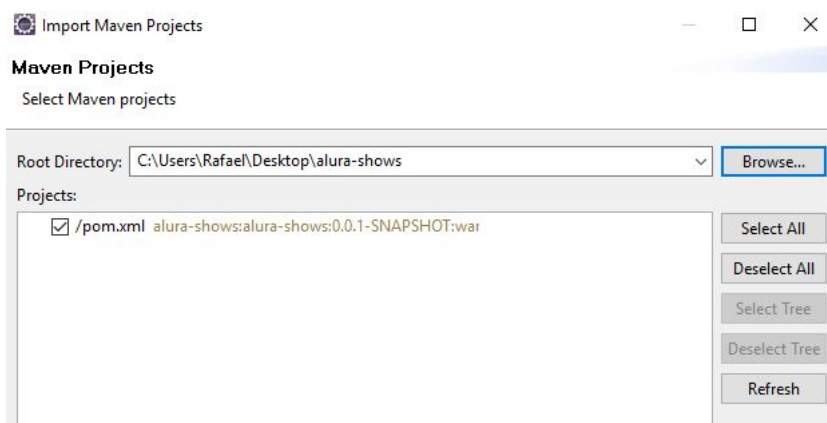 Import Maven Projects
Maven Projects
Select Maven projects
Root Directory: C:\Users\Rafael\Desktop\alura-shows Browse...
Projects:
/pom.xml alura-shows:alura-shows:0.0.1-SNAPSHOT:war
Select All
Deselect All
Select Tree
Deselect Tree
Refresh